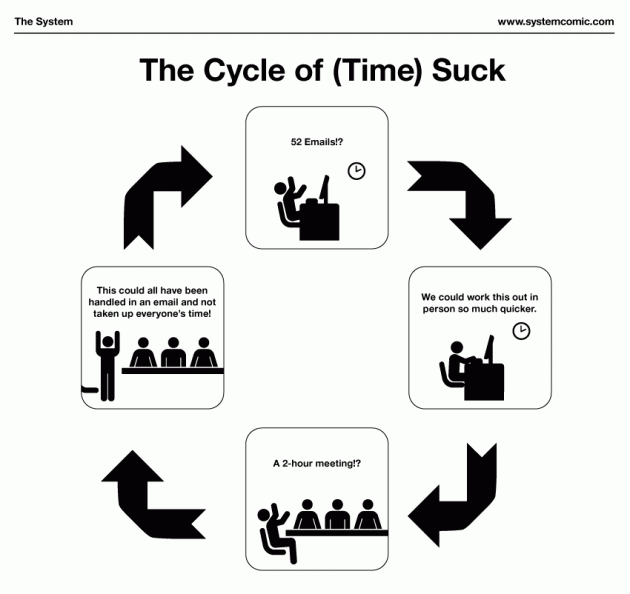 The System
www.systemcomic.com
The Cycle of (Time) Suck
52 Emails!?
We could work this out in
person so much quicker.
A 2-hour meeting!?
This could all have been
handled in an email and not
taken up everyone's time!